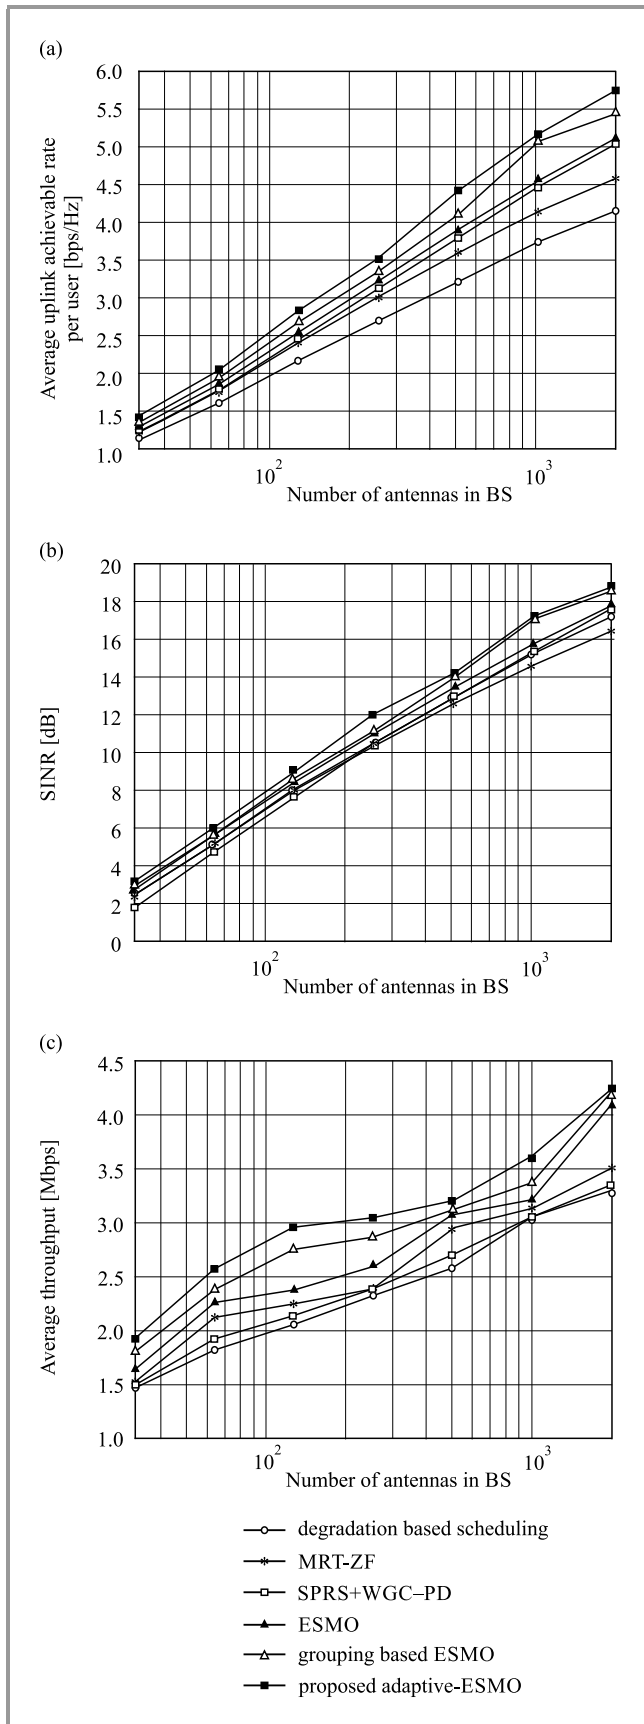 (a)
6.0
5.5
5.0
4.5
4.0
3.5
3.0
2.5
2.0
1.5
1.0
Average uplink achievable rate
per user [bps/Hz]
10²
10³
Number of antennas in BS
(b)
20
18
16
14
12
10
8
6
4
2
0
SINR [dB]
10²
10³
Number of antennas in BS
(c)
4.5
4.0
3.5
3.0
2.5
2.0
1.5
1.0
Average throughput [Mbps]
10²
10³
Number of antennas in BS
degradation based scheduling
MRT-ZF
SPRS+WGC–PD
ESMO
grouping based ESMO
proposed adaptive-ESMO